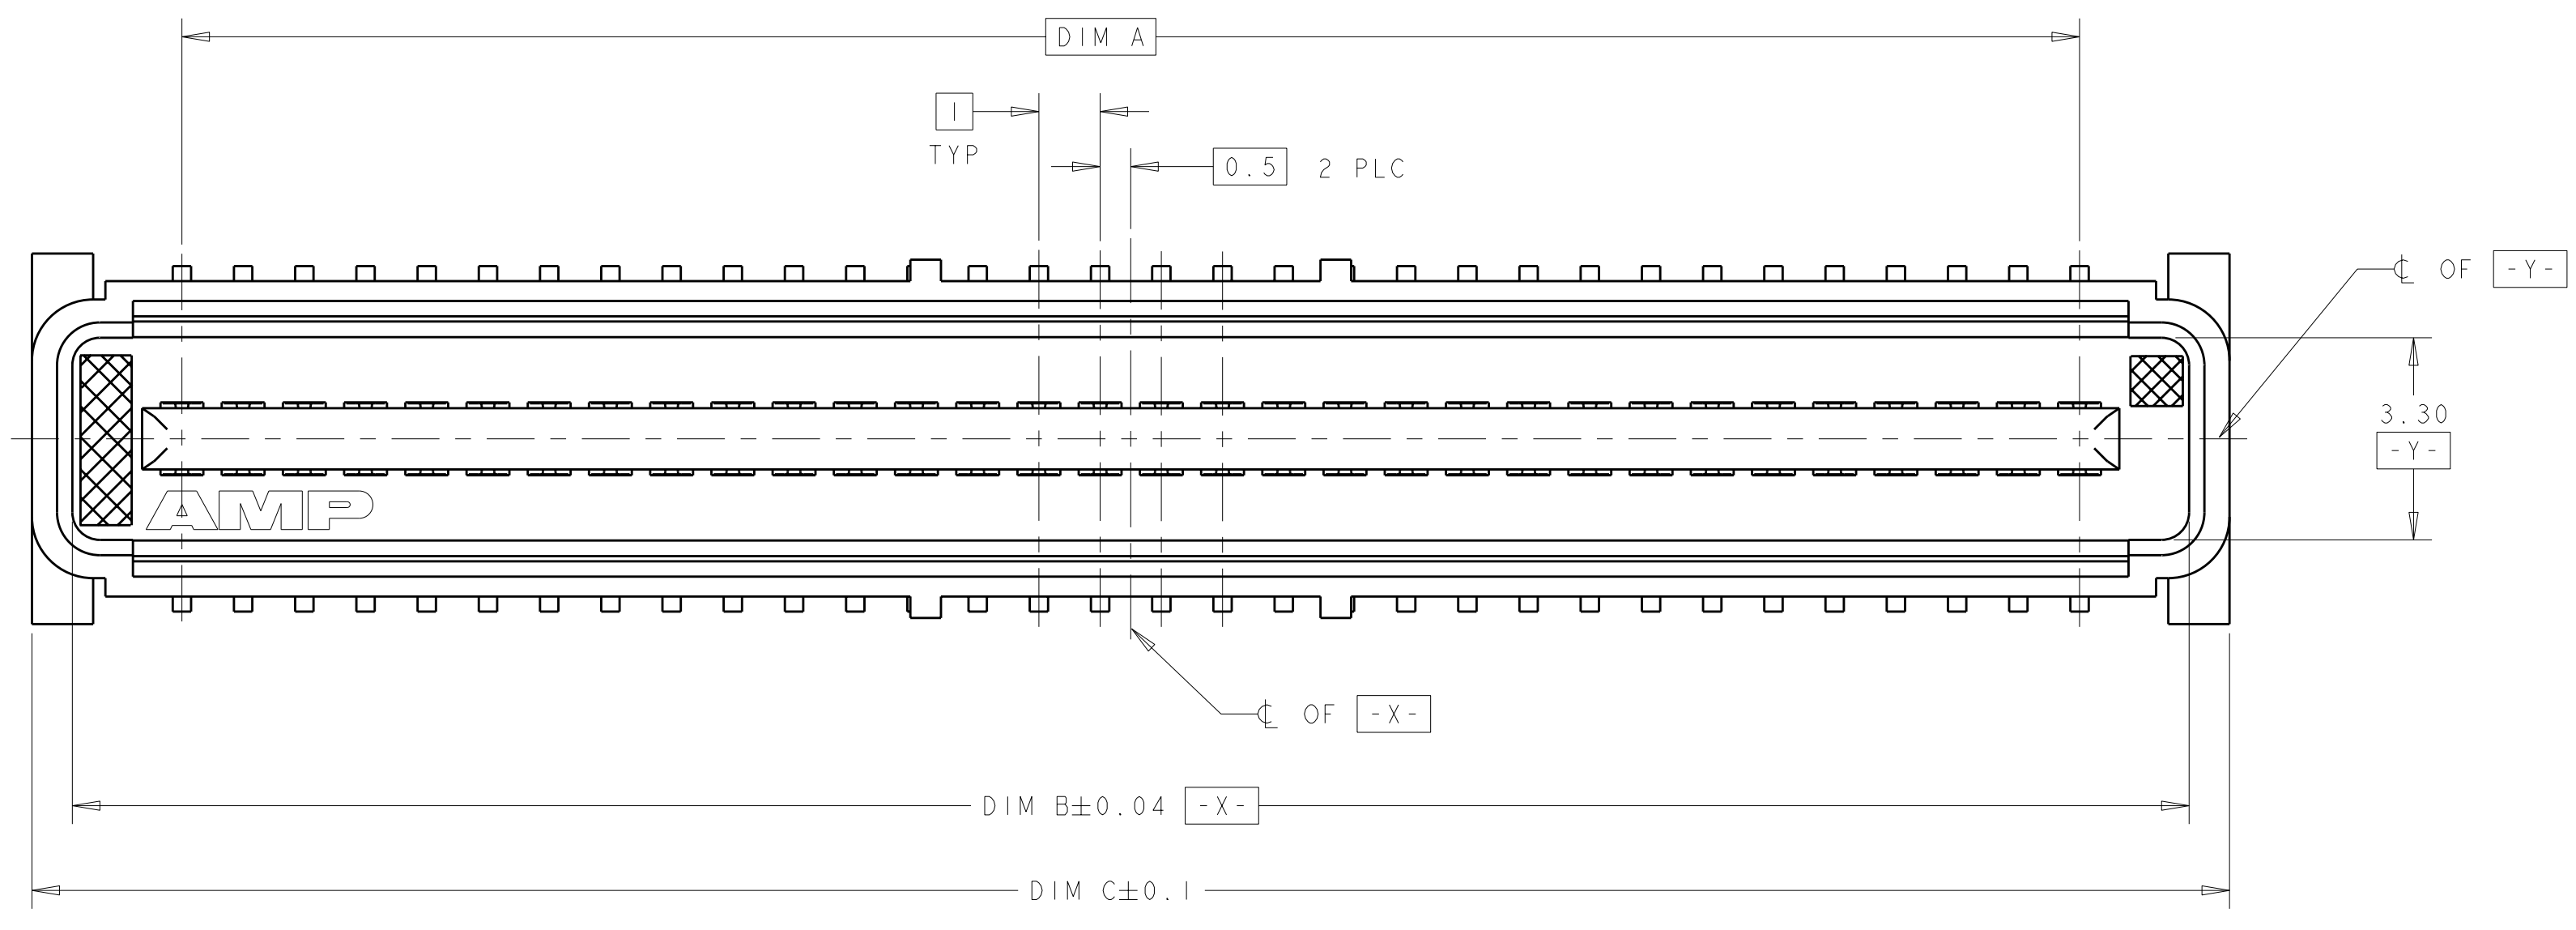 DIM A
1
TYP
0.5 2 PLC
℄ OF -Y-
3.30
-Y-
AMP
℄ OF -X-
DIM B±0.04 -X-
DIM C±0.1